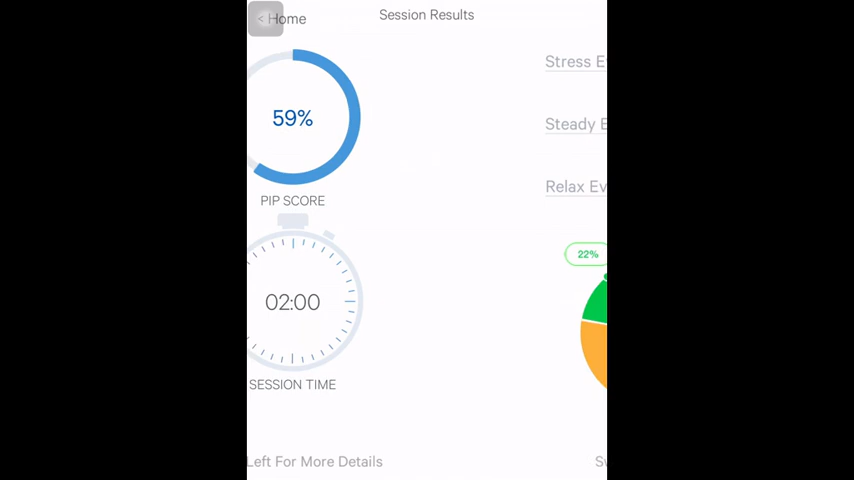 < Home
Session Results
59%
PIP SCORE
02:00
SESSION TIME
Left For More Details
Stress E
Steady E
Relax Ev
22%
Sw